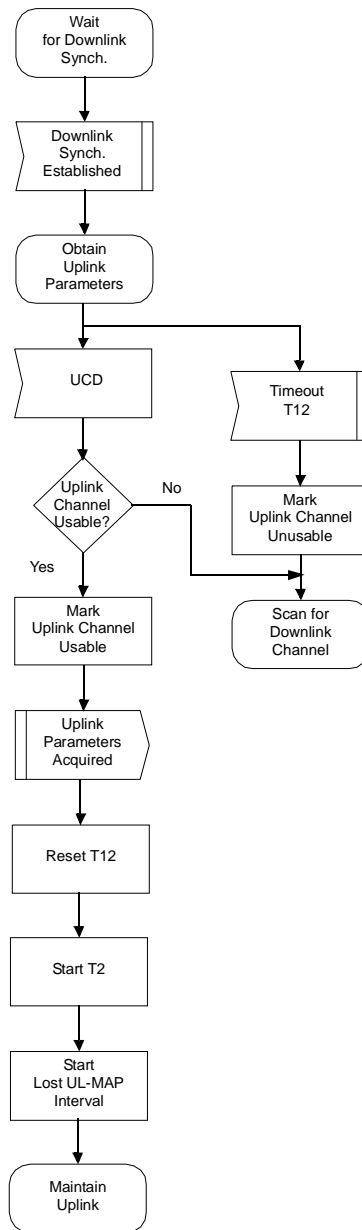 Wait
for Downlink
Synch.
Downlink
Synch.
Established
Obtain
Uplink
Parameters
UCD
Timeout
T12
Uplink
Channel
Usable?
No
Mark
Uplink Channel
Unusable
Yes
Mark
Uplink Channel
Usable
Scan for
Downlink
Channel
Uplink
Parameters
Acquired
Reset T12
Start T2
Start
Lost UL-MAP
Interval
Maintain
Uplink